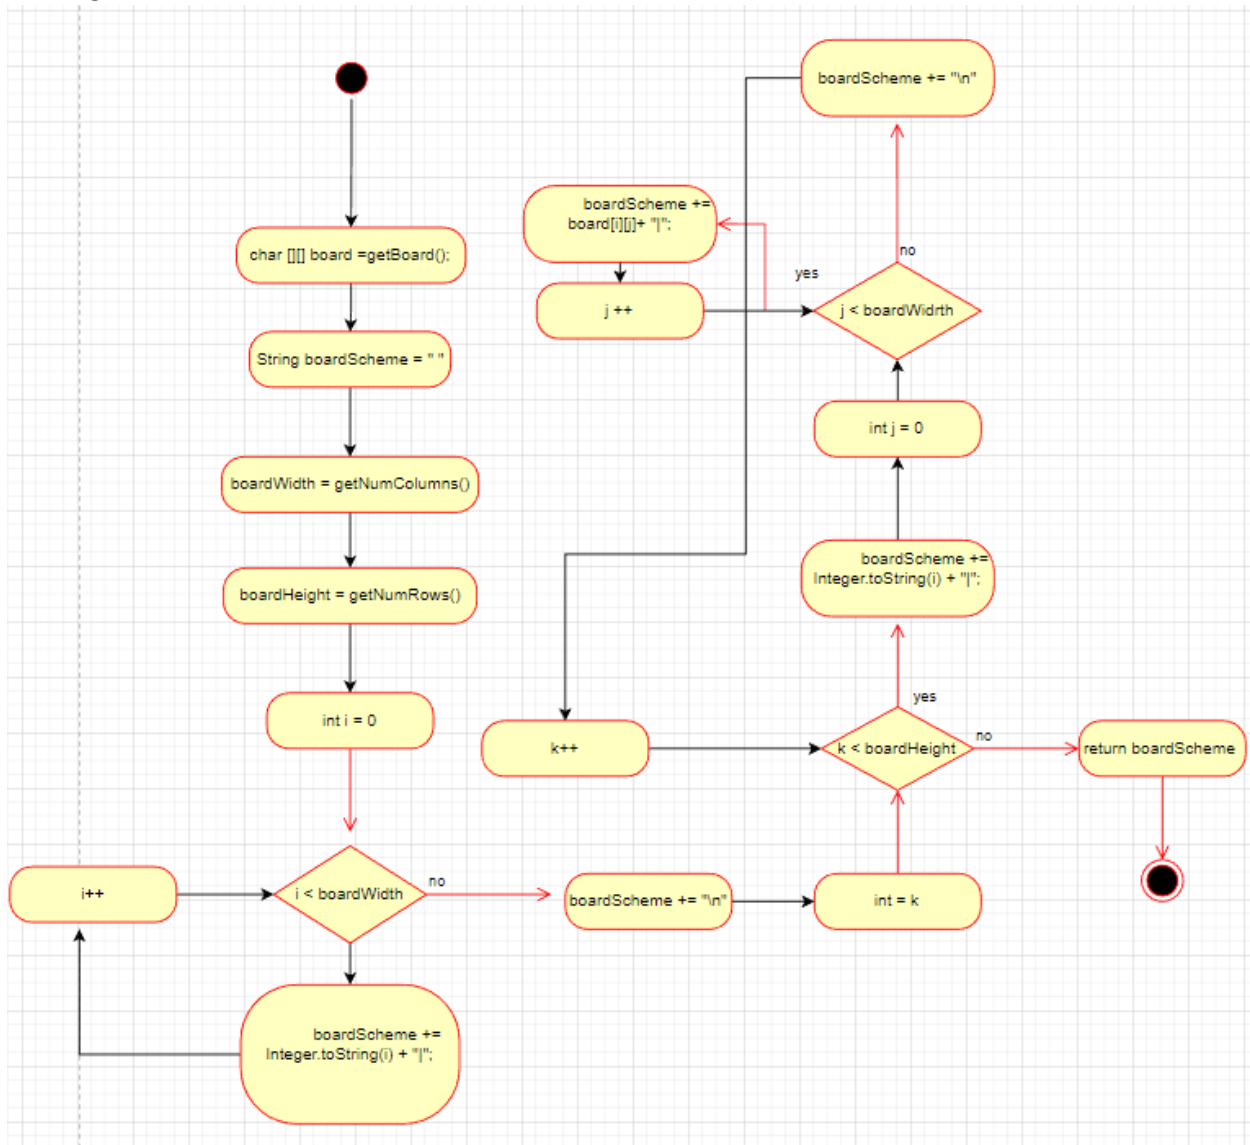 char [][] board =getBoard();
String boardScheme = " "
boardWidth = getNumColumns()
boardHeight = getNumRows()
int i = 0
i < boardWidth
no
i++
boardScheme +=
Integer.toString(i) + "|";
boardScheme += "\n"
int = k
k < boardHeight
yes
no
return boardScheme
boardScheme +=
Integer.toString(i) + "|";
int j = 0
j < boardWidrth
yes
no
boardScheme +=
board[i][j]+ "|";
j ++
boardScheme += "\n"
k++